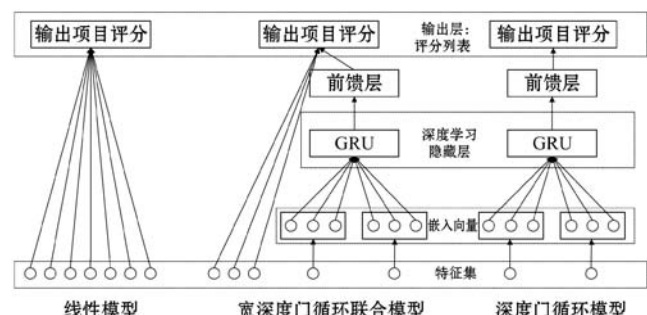 输出项目评分
输出项目评分
输出层:
评分列表
输出项目评分
前馈层
前馈层
GRU
深度学习
隐藏层
GRU
嵌入向量
特征集
线性模型
宽深度门循环联合模型
深度门循环模型